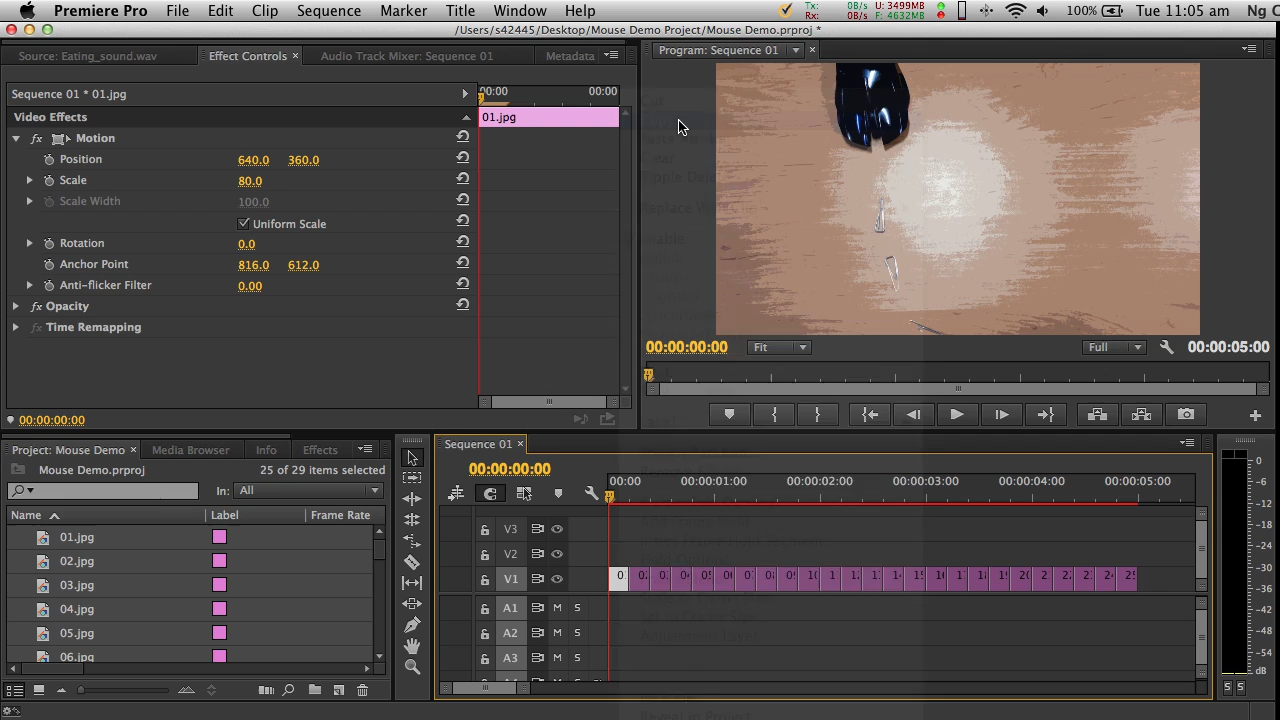 Premiere Pro File Edit Clip Sequence Marker Title Window Help Tx: 0B/s U: 3499MB Rx: 0B/s F: 4632MB 100% Tue 11:05 am Ng C
/Users/s42445/Desktop/Mouse Demo Project/Mouse Demo.prproj *
Source: Eating_sound.wav Effect Controls × Audio Track Mixer: Sequence 01 Metadata
Program: Sequence 01 ×
Sequence 01 * 01.jpg
00:00 00:00
Video Effects
01.jpg
fx Motion
Position 640.0 360.0
Scale 80.0
Scale Width 100.0
Uniform Scale
Rotation 0.0
Anchor Point 816.0 612.0
Anti-flicker Filter 0.00
fx Opacity
fx Time Remapping
Cut
Clear
00:00:00:00 Fit Full 00:00:05:00
00:00:00:00
Project: Mouse Demo × Media Browser Info Effects
Mouse Demo.prproj 25 of 29 items selected
In: All
Name Label Frame Rate
01.jpg
02.jpg
03.jpg
04.jpg
05.jpg
06.jpg
Sequence 01 ×
00:00:00:00
00:00 00:00:01:00 00:00:02:00 00:00:03:00 00:00:04:00 00:00:05:00
V3
V2
V1
A1 M S
A2 M S
A3 M S
Reveal in Project
0
-6
-12
-18
-24
-30
-36
-42
-48
-54
dB
S S